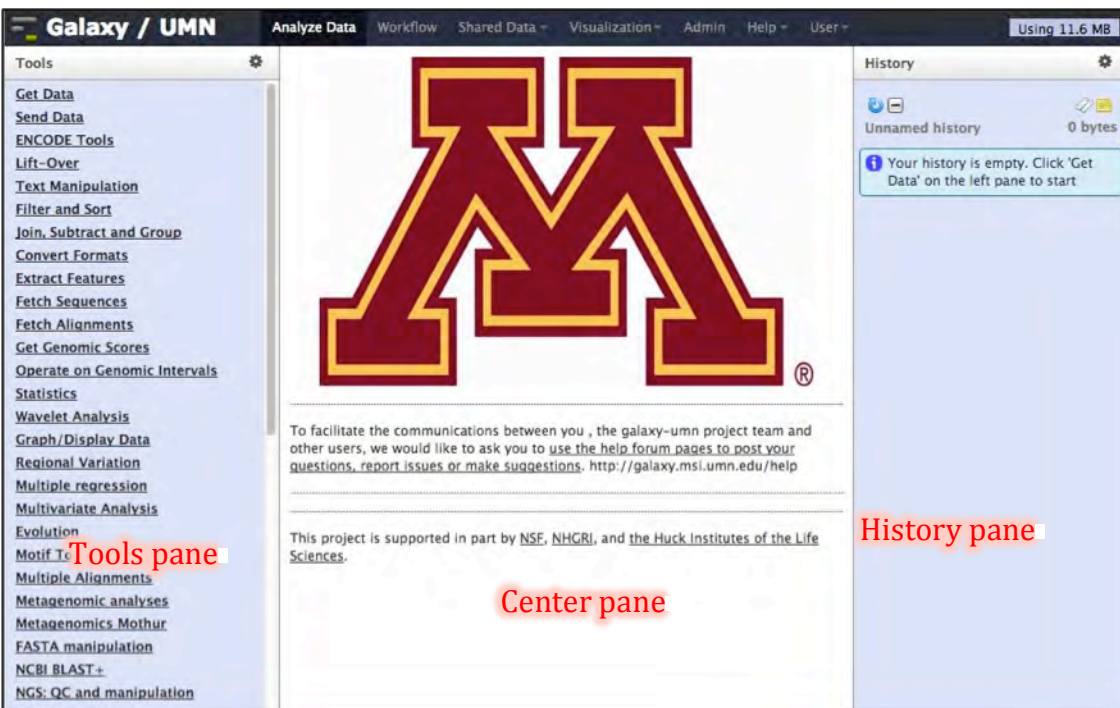 Galaxy / UMN
Analyze Data Workflow Shared Data Visualization Admin Help User
Using 11.6 MB
Tools
Get Data
Send Data
ENCODE Tools
Lift-Over
Text Manipulation
Filter and Sort
Join, Subtract and Group
Convert Formats
Extract Features
Fetch Sequences
Fetch Alignments
Get Genomic Scores
Operate on Genomic Intervals
Statistics
Wavelet Analysis
Graph/Display Data
Regional Variation
Multiple regression
Multivariate Analysis
Evolution
Motif
Tools pane
Multiple Alignments
Metagenomic analyses
Metagenomics Mothur
FASTA manipulation
NCBI BLAST+
NGS: QC and manipulation
M
®
To facilitate the communications between you , the galaxy-umn project team and
other users, we would like to ask you to use the help forum pages to post your
questions, report issues or make suggestions. http://galaxy.msi.umn.edu/help
This project is supported in part by NSF, NHGRI, and the Huck Institutes of the Life
Sciences.
Center pane
History
Unnamed history 0 bytes
Your history is empty. Click 'Get
Data' on the left pane to start
History pane